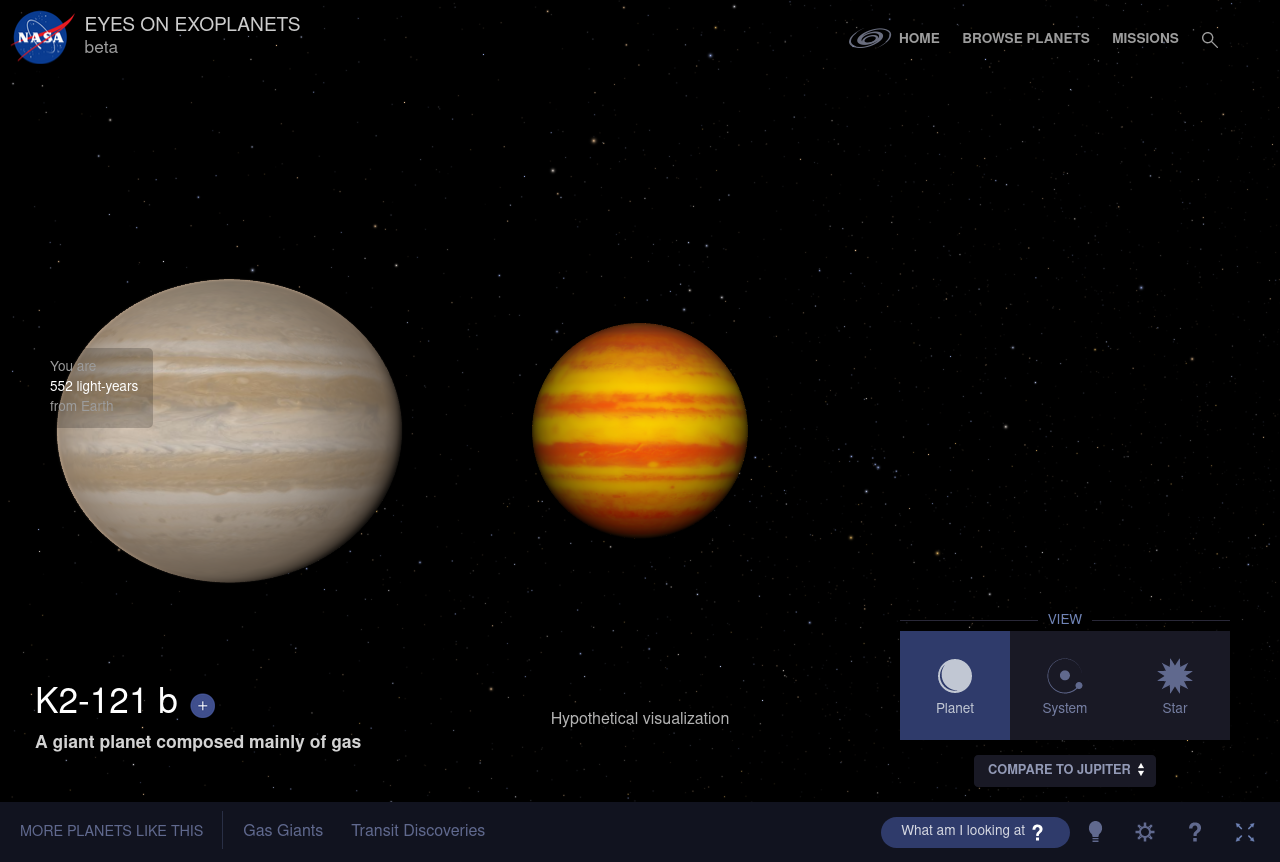 NASA
EYES ON EXOPLANETS
beta
HOME
BROWSE PLANETS
MISSIONS
You are
552 light-years
from Earth
K2-121 b
+
A giant planet composed mainly of gas
Hypothetical visualization
VIEW
Planet
System
Star
COMPARE TO JUPITER
MORE PLANETS LIKE THIS
Gas Giants
Transit Discoveries
What am I looking at ?
?